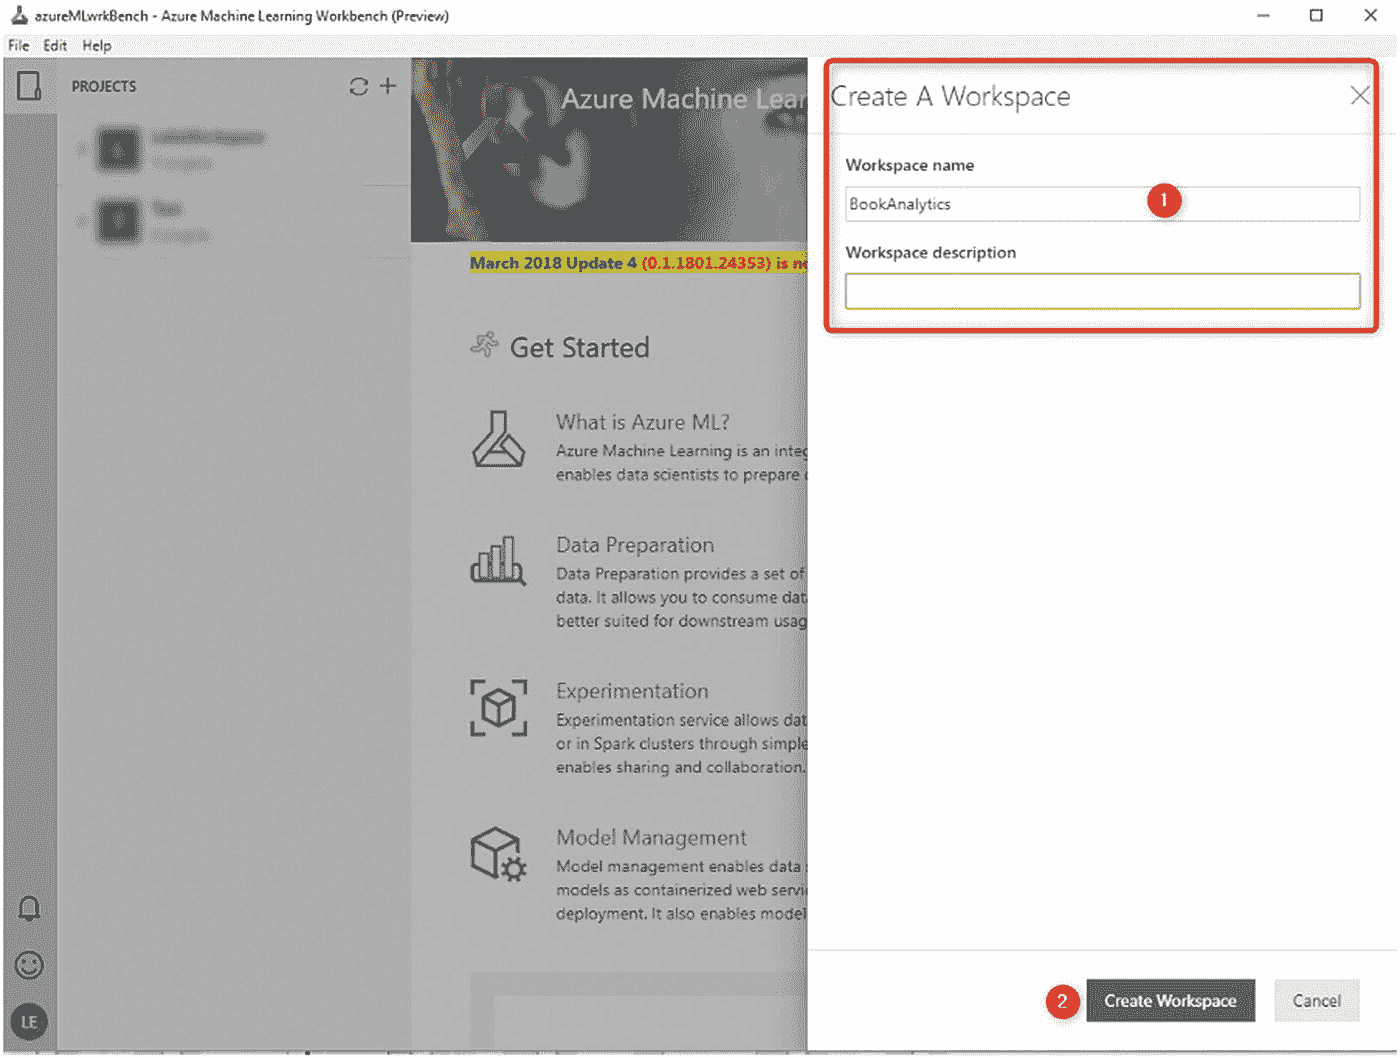 azureMLwrkBench - Azure Machine Learning Workbench (Preview)
File Edit Help
PROJECTS
Azure Machine Lear
March 2018 Update 4 (0.1.1801.24353) is
Get Started
What is Azure ML?
Azure Machine Learning is an
enables data scientists to prepare
Data Preparation
Data Preparation provides a set of
data. It allows you to consume dat
better suited for downstream usag
Experimentation
Experimentation service allows dat
or in Spark clusters through simple
enables sharing and collaboration.
Model Management
Model management enables data
models as containerized web servi
deployment. It also enables model
LE
Create A Workspace
Workspace name
BookAnalytics
1
Workspace description
2
Create Workspace
Cancel